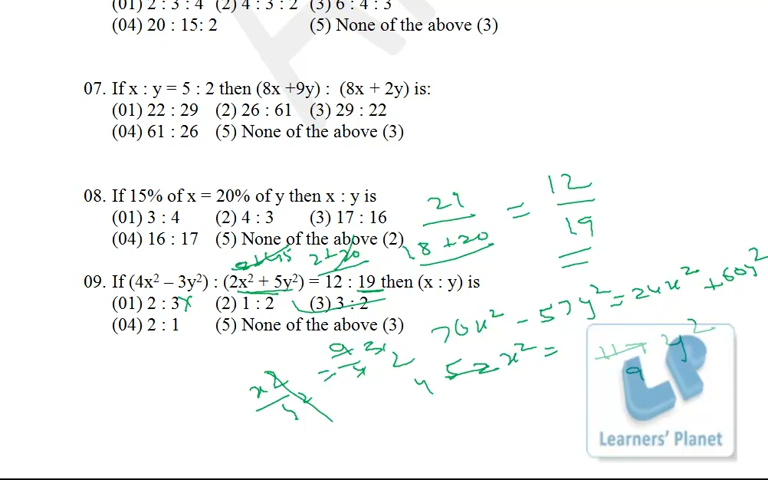 (01) 2 : 3 : 4 (2) 4 : 3 : 2 (3) 6 : 4 : 3
(04) 20 : 15: 2 (5) None of the above (3)
07. If x : y = 5 : 2 then (8x +9y) : (8x + 2y) is:
(01) 22 : 29 (2) 26 : 61 (3) 29 : 22
(04) 61 : 26 (5) None of the above (3)
08. If 15% of x = 20% of y then x : y is
(01) 3 : 4 (2) 4 : 3 (3) 17 : 16
(04) 16 : 17 (5) None of the above (2)
18 + 20 = 12
19
2 + 20
09. If (4x² – 3y²) : (2x² + 5y²) = 12 : 19 then (x : y) is
(01) 2 : 3 (2) 1 : 2 (3) 3 : 2
(04) 2 : 1 (5) None of the above (3)
76x² - 57y² = 24x² + 60y²
52x² =
Learners' Planet